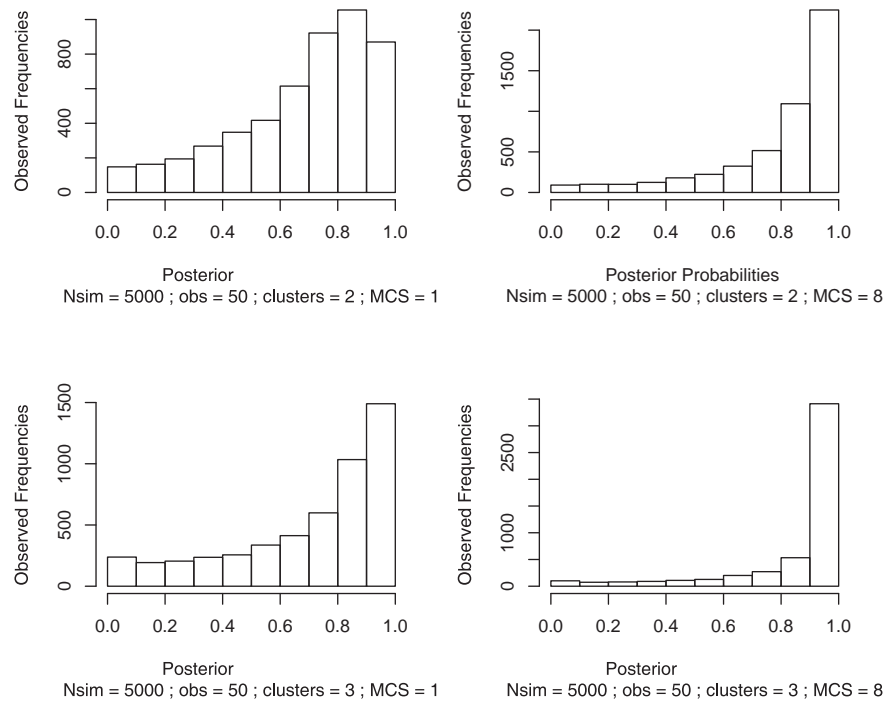 Observed Frequencies
800
400
0
0.0 0.2 0.4 0.6 0.8 1.0
Posterior
Nsim = 5000 ; obs = 50 ; clusters = 2 ; MCS = 1
Observed Frequencies
1500
500
0
0.0 0.2 0.4 0.6 0.8 1.0
Posterior Probabilities
Nsim = 5000 ; obs = 50 ; clusters = 2 ; MCS = 8
Observed Frequencies
1500
1000
500
0
0.0 0.2 0.4 0.6 0.8 1.0
Posterior
Nsim = 5000 ; obs = 50 ; clusters = 3 ; MCS = 1
Observed Frequencies
2500
1000
0
0.0 0.2 0.4 0.6 0.8 1.0
Posterior
Nsim = 5000 ; obs = 50 ; clusters = 3 ; MCS = 8